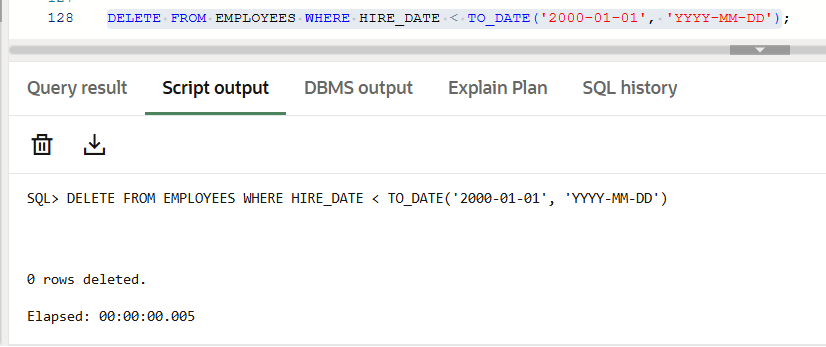 128 DELETE FROM EMPLOYEES WHERE HIRE_DATE < TO_DATE('2000-01-01', 'YYYY-MM-DD');
Query result Script output DBMS output Explain Plan SQL history
SQL> DELETE FROM EMPLOYEES WHERE HIRE_DATE < TO_DATE('2000-01-01', 'YYYY-MM-DD')
0 rows deleted.
Elapsed: 00:00:00.005